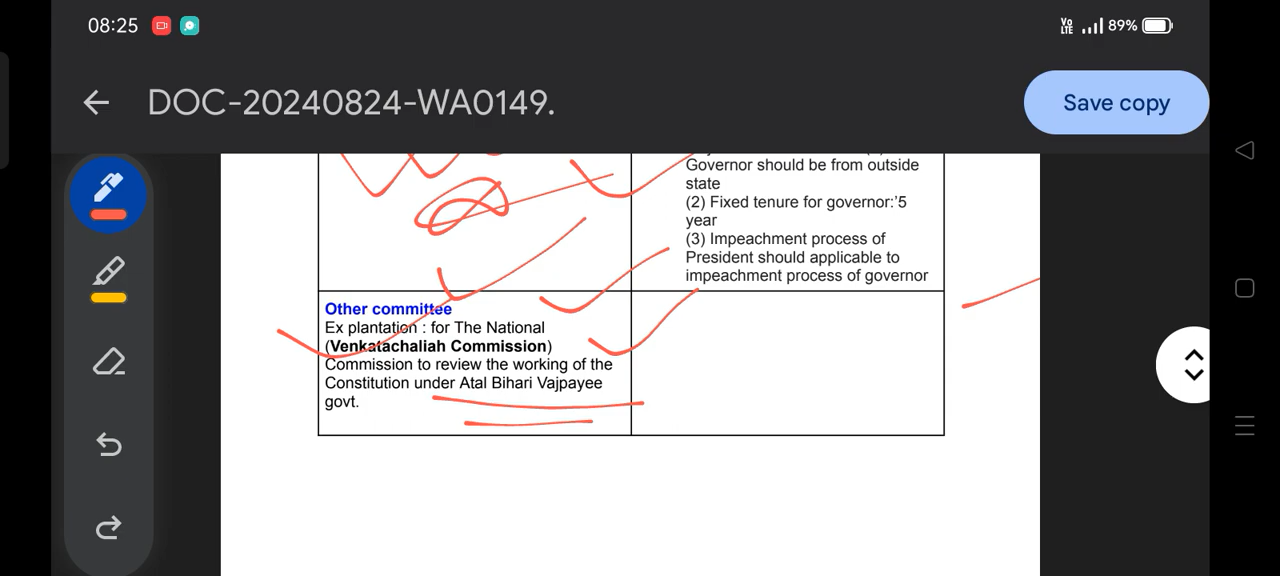 08:25
Vo LTE 89%
DOC-20240824-WA0149.
Save copy
Governor should be from outside
state
(2) Fixed tenure for governor:'5
year
(3) Impeachment process of
President should applicable to
impeachment process of governor
Other committee
Ex plantation : for The National
(Venkatachaliah Commission)
Commission to review the working of the
Constitution under Atal Bihari Vajpayee
govt.